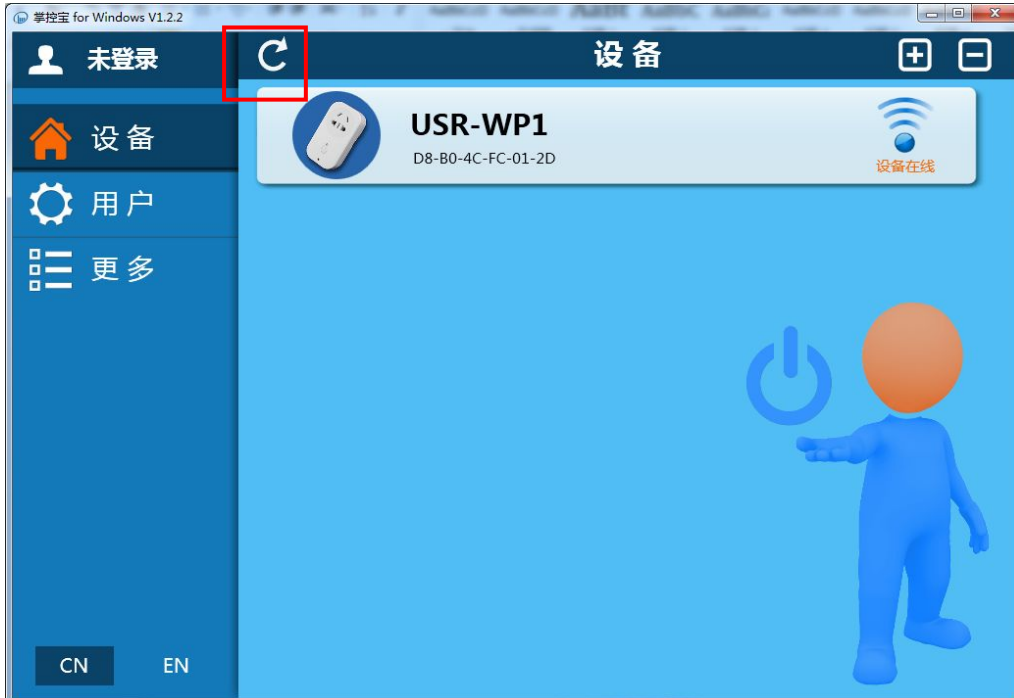 掌控宝 for Windows V1.2.2
未登录
设备
设备
用户
更多
USR-WP1
D8-B0-4C-FC-01-2D
设备在线
CN EN